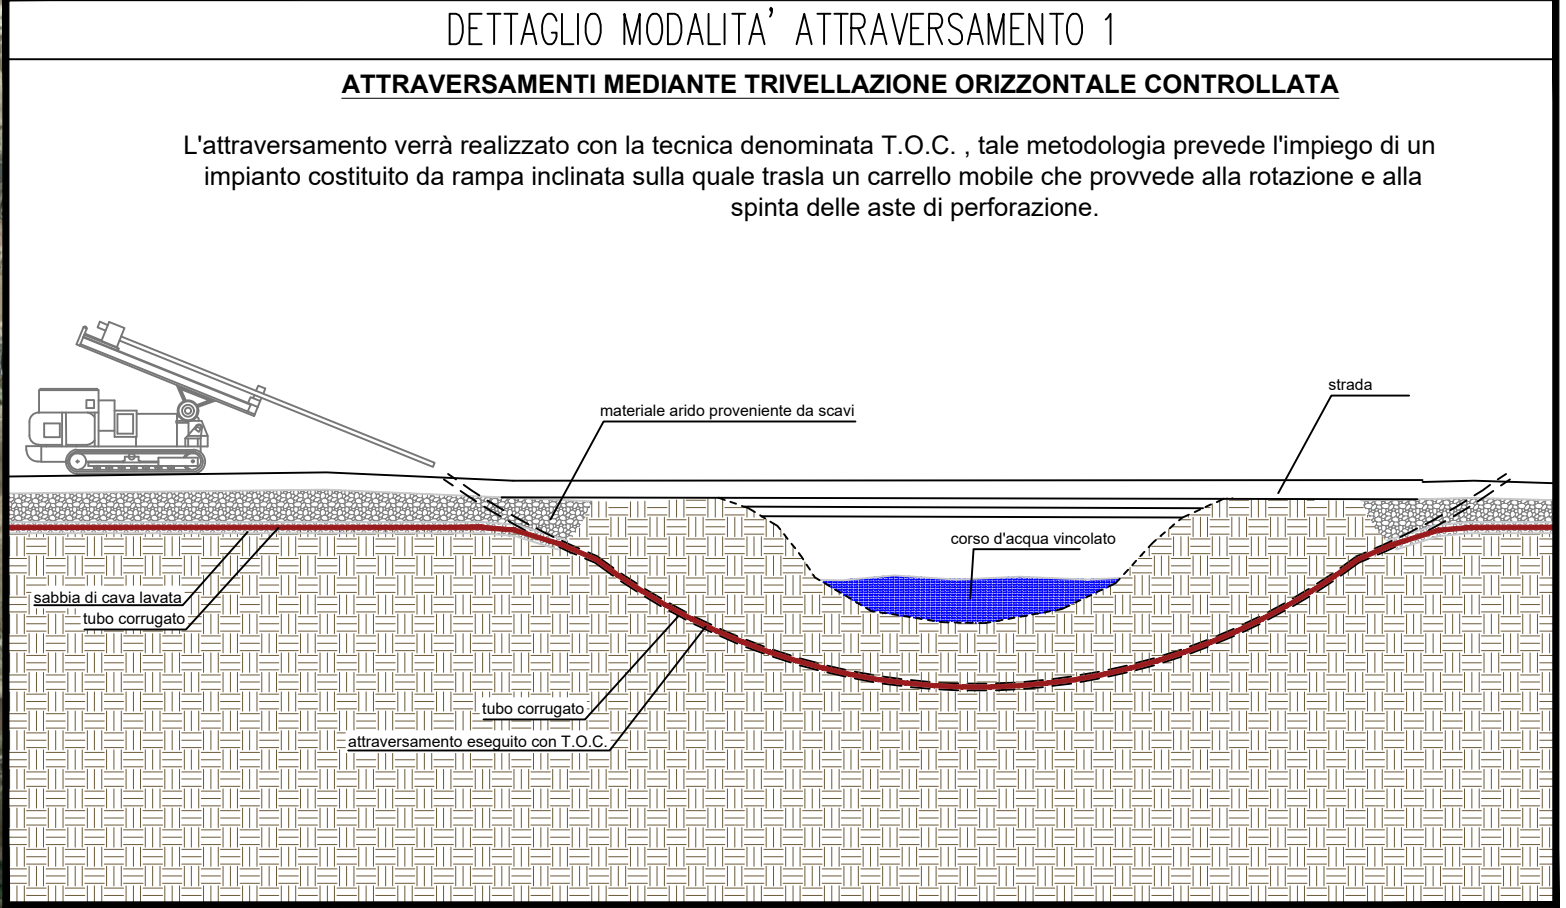 DETTAGLIO MODALITA' ATTRAVERSAMENTO 1
ATTRAVERSAMENTI MEDIANTE TRIVELLAZIONE ORIZZONTALE CONTROLLATA
L'attraversamento verrà realizzato con la tecnica denominata T.O.C. , tale metodologia prevede l'impiego di un
impianto costituito da rampa inclinata sulla quale trasla un carrello mobile che provvede alla rotazione e alla
spinta delle aste di perforazione.
strada
materiale arido proveniente da scavi
corso d'acqua vincolato
sabbia di cava lavata
tubo corrugato
tubo corrugato
attraversamento eseguito con T.O.C.